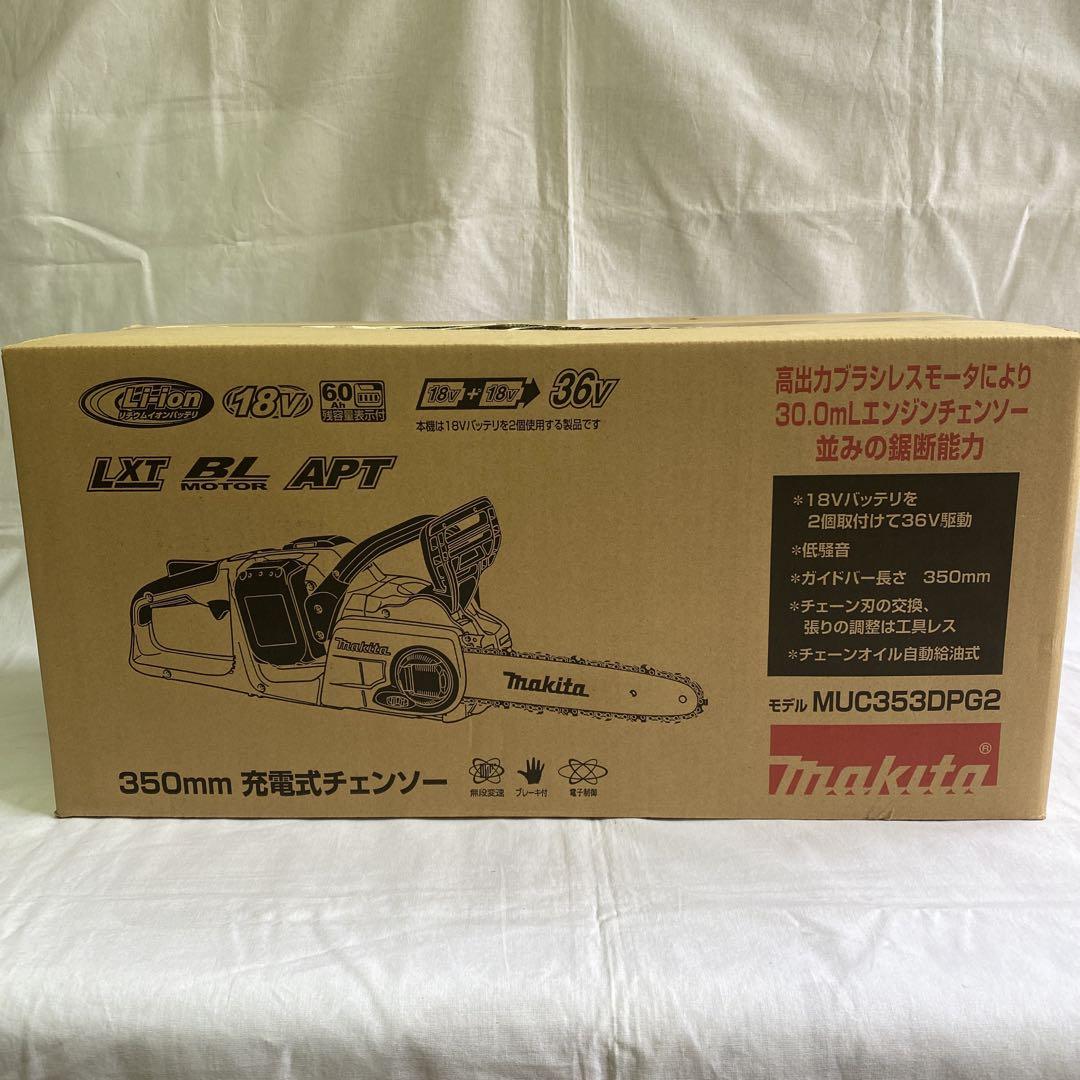 Li-ion
リチウムイオンバッテリ
18V
6.0
Ah
残容量表示付
18V + 18V 36V
本機は18Vバッテリを2個使用する製品です
LXT BL MOTOR APT
高出力ブラシレスモータにより
30.0mLエンジンチェンソー
並みの鋸断能力
*18Vバッテリを
2個取付けて36V駆動
*低騒音
*ガイドバー長さ 350mm
*チェーン刃の交換、
張りの調整は工具レス
*チェーンオイル自動給油式
モデル MUC353DPG2
makita
makita
makita®
350mm 充電式チェンソー
無段変速 ブレーキ付 電子制御